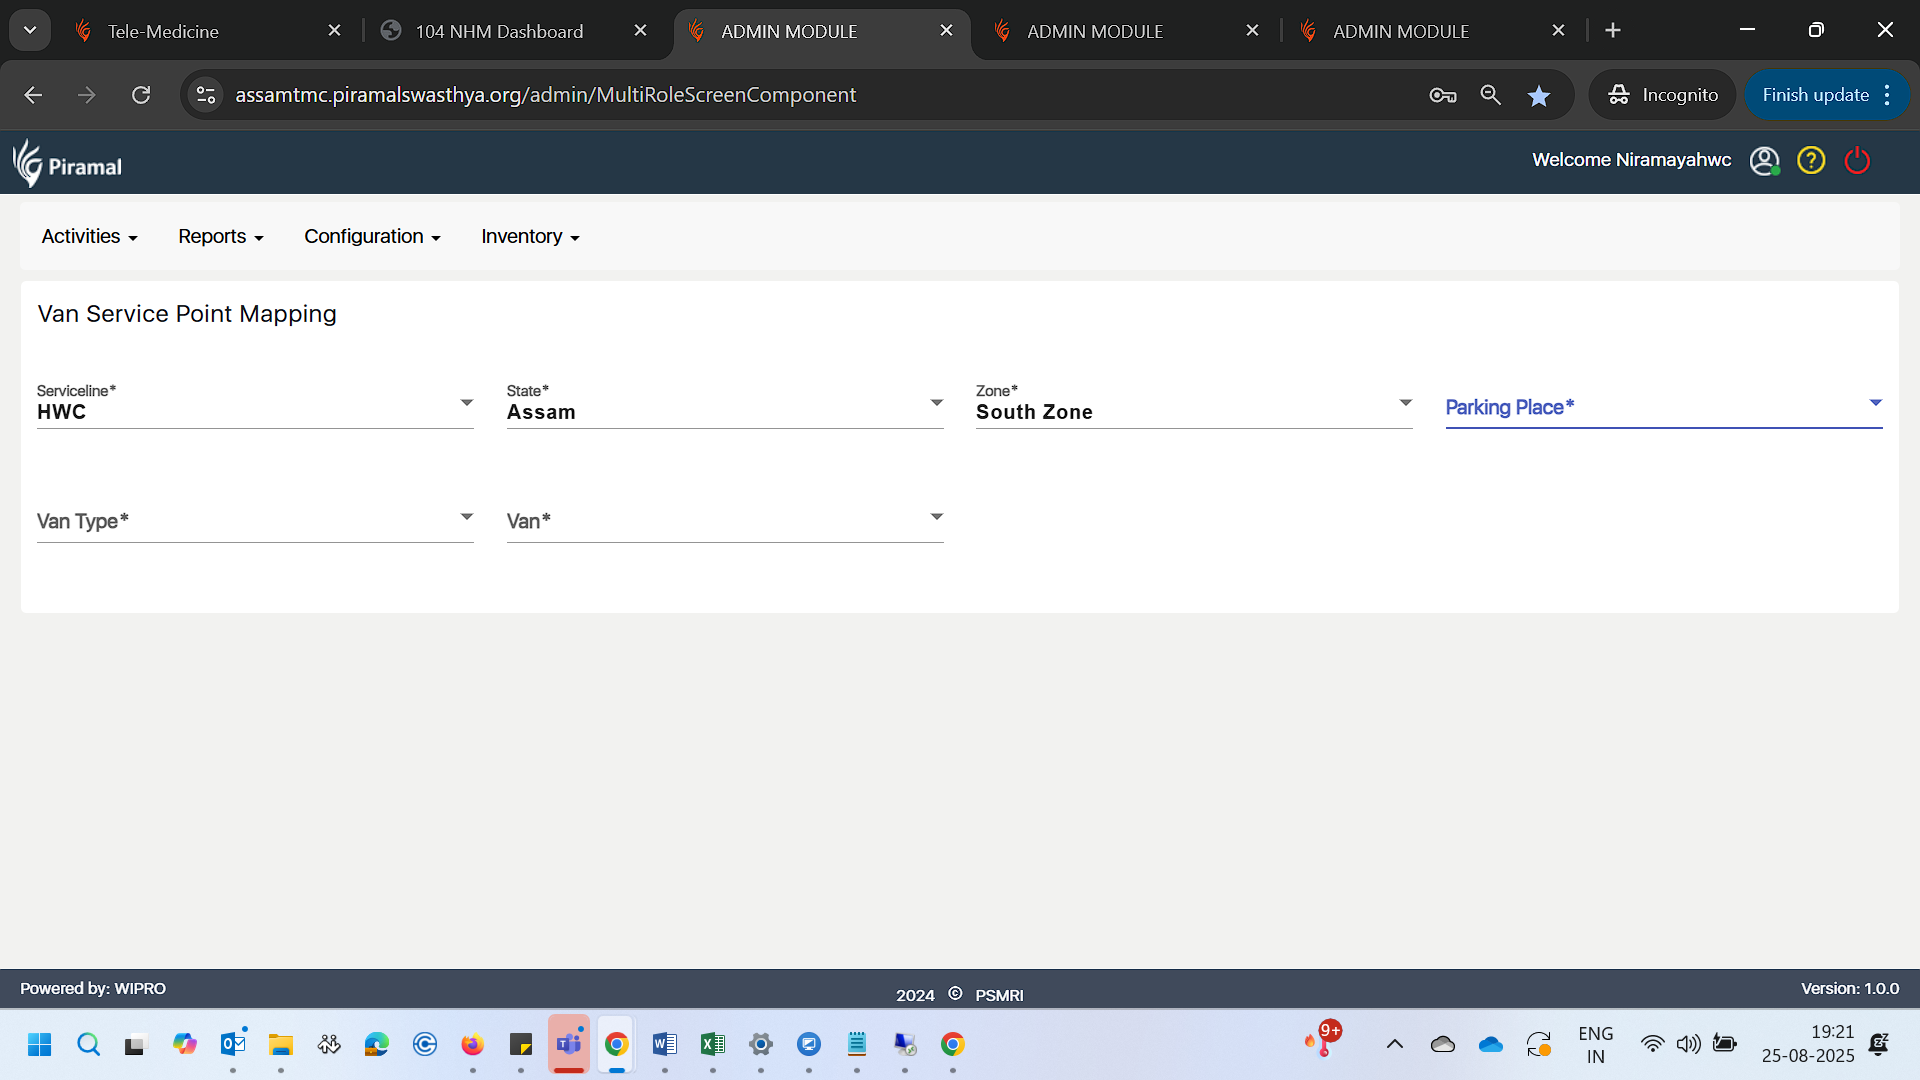 Tele-Medicine
104 NHM Dashboard
ADMIN MODULE
ADMIN MODULE
ADMIN MODULE
assamtmc.piramalswasthya.org/admin/MultiRoleScreenComponent
Incognito
Finish update
Piramal
Welcome Niramayahwc
?
Activities
Reports
Configuration
Inventory
Van Service Point Mapping
Serviceline*
HWC
State*
Assam
Zone*
South Zone
Parking Place*
Van Type*
Van*
Powered by: WIPRO
2024 © PSMRI
Version: 1.0.0
9+
ENG
IN
19:21
25-08-2025